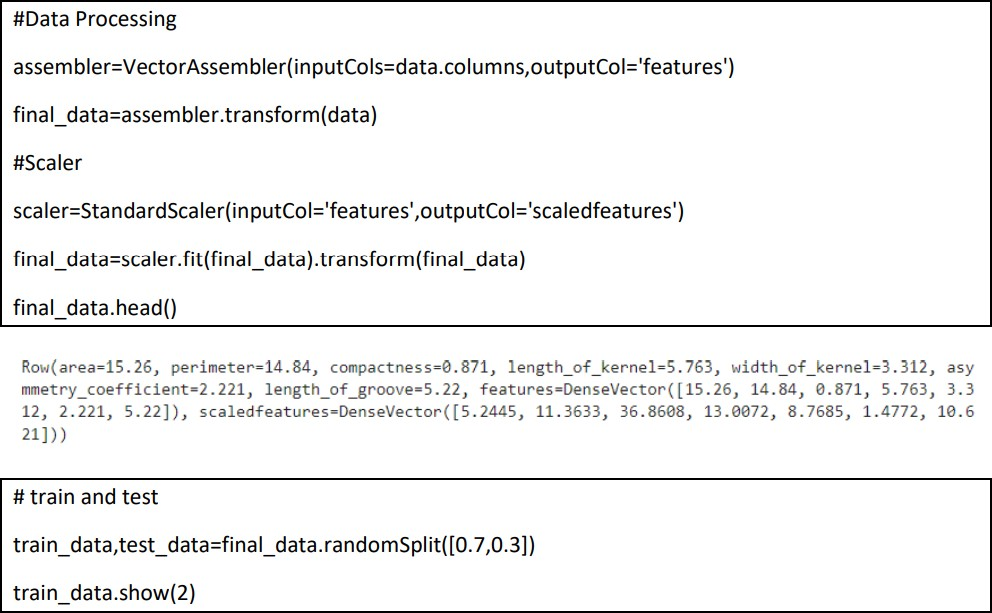 #Data Processing
assembler=VectorAssembler(inputCols=data.columns,outputCol='features')
final_data=assembler.transform(data)
#Scaler
scaler=StandardScaler(inputCol='features',outputCol='scaledfeatures')
final_data=scaler.fit(final_data).transform(final_data)
final_data.head()
Row(area=15.26, perimeter=14.84, compactness=0.871, length_of_kernel=5.763, width_of_kernel=3.312, asy
mmetry_coefficient=2.221, length_of_groove=5.22, features=DenseVector([15.26, 14.84, 0.871, 5.763, 3.3
12, 2.221, 5.22]), scaledfeatures=DenseVector([5.2445, 11.3633, 36.8608, 13.0072, 8.7685, 1.4772, 10.6
21]))
# train and test
train_data,test_data=final_data.randomSplit([0.7,0.3])
train_data.show(2)